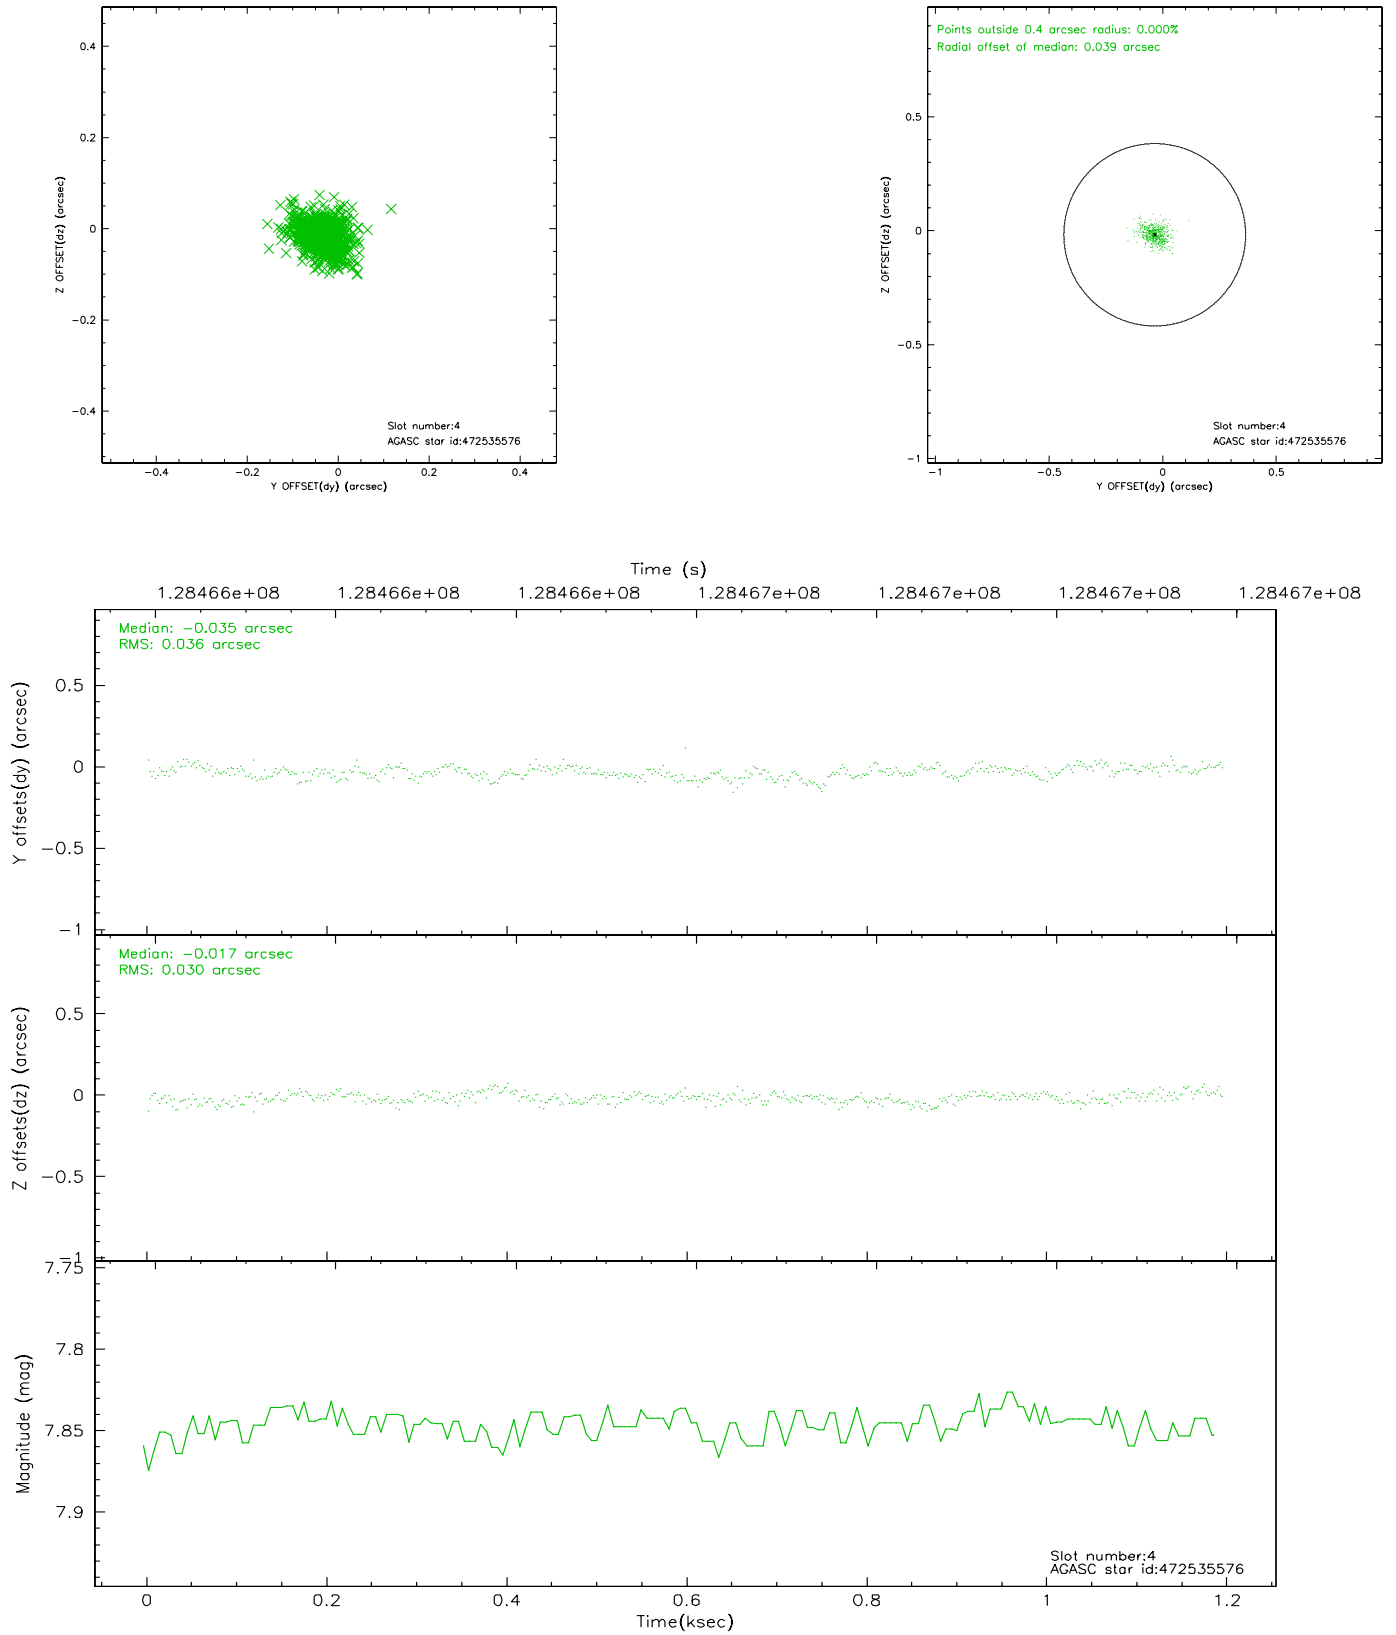 0.4
0.2
0
−0.2
−0.4
Z OFFSET(dz) (arcsec)
−0.4
−0.2
0
0.2
0.4
Y OFFSET(dy) (arcsec)
Slot number:4
AGASC star id:472535576
Points outside 0.4 arcsec radius: 0.000%
Radial offset of median: 0.039 arcsec
0.5
0
−0.5
−1
Z OFFSET(dz) (arcsec)
−1
−0.5
0
0.5
Y OFFSET(dy) (arcsec)
Slot number:4
AGASC star id:472535576
Time (s)
1.28466e+08
1.28466e+08
1.28466e+08
1.28467e+08
1.28467e+08
1.28467e+08
1.28467e+08
Median: −0.035 arcsec
RMS: 0.036 arcsec
0.5
0
−0.5
−1
Y offsets(dy) (arcsec)
Median: −0.017 arcsec
RMS: 0.030 arcsec
0.5
0
−0.5
−1
Z offsets(dz) (arcsec)
7.75
7.8
7.85
7.9
Magnitude (mag)
Slot number:4
AGASC star id:472535576
0
0.2
0.4
0.6
0.8
1
1.2
Time(ksec)